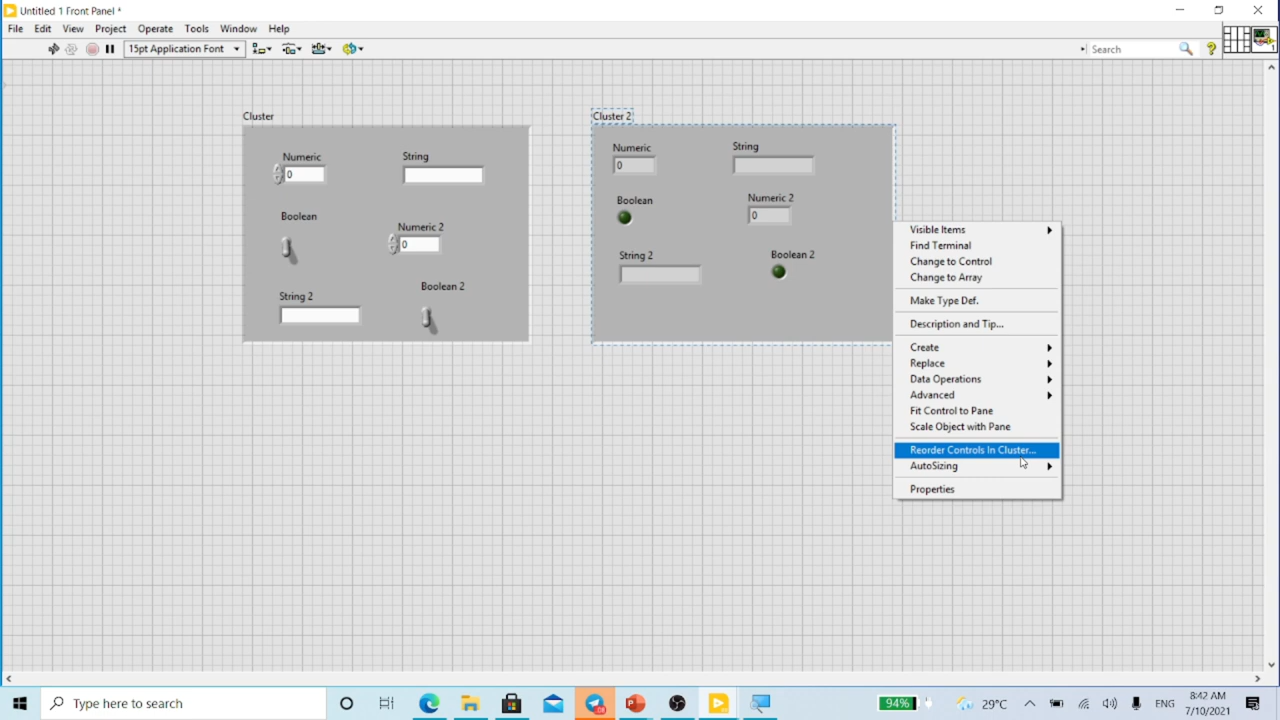 Untitled 1 Front Panel *
File Edit View Project Operate Tools Window Help
15pt Application Font
Search
?
1
Cluster
Numeric
0
String
Boolean
Numeric 2
0
String 2
Boolean 2
Cluster 2
Numeric
0
String
Boolean
Numeric 2
0
String 2
Boolean 2
Visible Items
Find Terminal
Change to Control
Change to Array
Make Type Def.
Description and Tip...
Create
Replace
Data Operations
Advanced
Fit Control to Pane
Scale Object with Pane
Reorder Controls In Cluster...
AutoSizing
Properties
Type here to search
94%
29°C
ENG
8:42 AM
7/10/2021